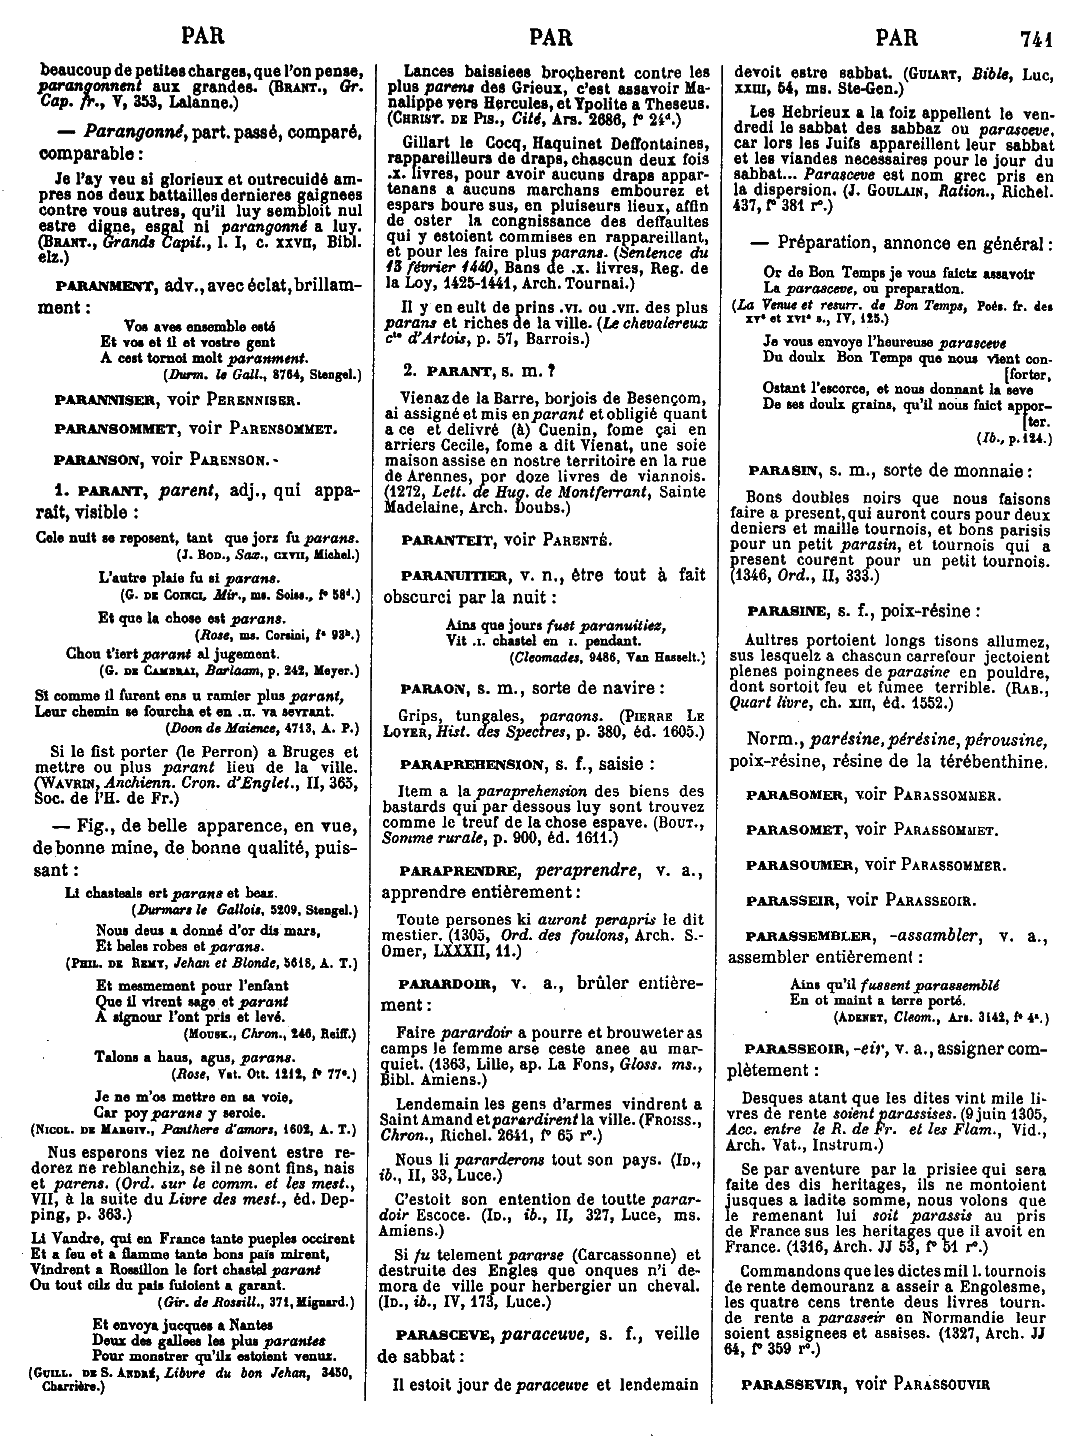 PAR
PAR
PAR
741
beaucoup de petites charges, que l'on pense,
parangonnent aux grandes. (BRANT., Gr.
Cap. fr., V, 353, Lalanne.)
— Parangonné, part. passé, comparé,
comparable :
Je l'ay veu si glorieux et outrecuidé am-
pres nos deux battailles dernieres gaignees
contre vous autres, qu'il luy sembloit nul
estre digne, esgal ni parangonné a luy.
(BRANT., Grands Capit., l. I, c. XXVII, Bibl.
elz.)
PARANMENT, adv., avec éclat, brillam-
ment :
Vos aves ensemble esté
Et vos et il et vostre gent
A cest tornoi molt paranment.
(Durm. le Gall., 8764, Stengel.)
PARANNISER, voir PERENNISER.
PARANSOMMET, voir PARENSOMMET.
PARANSON, voir PARENSON.
1. PARANT, parent, adj., qui appa-
raît, visible :
Cele nuit se reposent, tant que jorz fu parans.
(J. BOD., Sax., CXVII, Michel.)
L'autre plaie fu si parans.
(G. DE COINCI, Mir., ms. Soiss., f° 58d.)
Et que la chose est parans.
(Rose, ms. Corsini, f° 93b.)
Chou t'iert parant al jugement.
(G. DE CAMBRAI, Barlaam, p. 242, Meyer.)
Si comme il furent ens u ramier plus parant,
Leur chemin se fourcha et en .II. va sevrant.
(Doon de Maience, 4713, A. P.)
Si le fist porter (le Perron) a Bruges et
mettre ou plus parant lieu de la ville.
(WAVRIN, Anchienn. Cron. d'Englet., II, 365,
Soc. de l'H. de Fr.)
— Fig., de belle apparence, en vue,
de bonne mine, de bonne qualité, puis-
sant :
Li chasteals ert parans et beaz.
(Durmars le Gallois, 5209, Stengel.)
Nous deus a donné d'or dis mars,
Et beles robes et parans.
(PHIL. DE REMY, Jehan et Blonde, 5618, A. T.)
Et mesmement pour l'enfant
Que il virent sage et parant
A signour l'ont pris et levé.
(MOUSK., Chron., 246, Reiff.)
Talons a haus, agus, parans.
(Rose, Vat. Ott. 1212, f° 77c.)
Je ne m'os mettre en sa voie,
Car poy parans y seroie.
(NICOL. DE MARGIV., Panthere d'amors, 1602, A. T.)
Nus esperons viez ne doivent estre re-
dorez ne reblanchiz, se il ne sont fins, nais
et parens. (Ord. sur le comm. et les mest.,
VII, à la suite du Livre des mest., éd. Dep-
ping, p. 363.)
Li Vandre, qui en France tante pueples occirent
Et a feu et a flamme tante bons païs mirent,
Vindrent a Rossillon le fort chastel parant
Ou tout cilz du païs fuioient a garant.
(Gir. de Rossill., 371, Mignard.)
Et envoya jucques a Nantes
Deux des gallees les plus parantes
Pour monstrer qu'ilz estoient venuz.
(GUILL. DE S. ANDRÉ, Libvre du bon Jehan, 3450,
Charrière.)
Lances baissiees broçherent contre les
plus parens des Grieux, c'est assavoir Ma-
nalippe vers Hercules, et Ypolite a Theseus.
(CHRIST. DE PIS., Cité, Ars. 2686, f° 24d.)
Gillart le Cocq, Haquinet Deffontaines,
rappareilleurs de draps, chascun deux fois
.x. livres, pour avoir aucuns draps appar-
tenans a aucuns marchans embourez et
espars boure sus, en pluiseurs lieux, affin
de oster la congnissance des deffaultes
qui y estoient commises en rappareillant,
et pour les faire plus parans. (Sentence du
13 février 1440, Bans de .x. livres, Reg. de
la Loy, 1425-1441, Arch. Tournai.)
Il y en eult de prins .VI. ou .VII. des plus
parans et riches de la ville. (Le chevalereux
cte d'Artois, p. 57, Barrois.)
2. PARANT, s. m. ?
Vienaz de la Barre, borjois de Besençom,
ai assigné et mis en parant et obligié quant
a ce et delivré (à) Cuenin, fome çai en
arriers Cecile, fome a dit Vienat, une soie
maison assise en nostre territoire en la rue
de Arennes, por doze livres de viannois.
(1272, Lett. de Hug. de Montferrant, Sainte
Madelaine, Arch. Doubs.)
PARANTEIT, voir PARENTÉ.
PARANUITIER, v. n., être tout à fait
obscurci par la nuit :
Ains que jours fust paranuitiez,
Vit .I. chastel en I. pendant.
(Cleomades, 9486, Van Hasselt.)
PARAON, s. m., sorte de navire :
Grips, tungales, paraons. (PIERRE LE
LOYER, Hist. des Spectres, p. 380, éd. 1605.)
PARAPREHENSION, s. f., saisie :
Item a la paraprehension des biens des
bastards qui par dessous luy sont trouvez
comme le treuf de la chose espave. (BOUT.,
Somme rurale, p. 900, éd. 1611.)
PARAPRENDRE, peraprendre, v. a.,
apprendre entièrement :
Toute persones ki auront perapris le dit
mestier. (1305, Ord. des foulons, Arch. S.-
Omer, LXXXII, 11.)
PARARDOIR, v. a., brûler entière-
ment :
Faire parardoir a pourre et brouweter as
camps le femme arse ceste anee au mar-
quiet. (1363, Lille, ap. La Fons, Gloss. ms.,
Bibl. Amiens.)
Lendemain les gens d'armes vindrent a
Saint Amand et parardirent la ville. (FROISS.,
Chron., Richel. 2641, f° 65 r°.)
Nous li pararderons tout son pays. (ID.,
ib., II, 33, Luce.)
C'estoit son entention de toutte parar-
doir Escoce. (ID., ib., II, 327, Luce, ms.
Amiens.)
Si fu telement pararse (Carcassonne) et
destruite des Engles que onques n'i de-
mora de ville pour herbergier un cheval.
(ID., ib., IV, 173, Luce.)
PARASCEVE, paraceuve, s. f., veille
de sabbat :
Il estoit jour de paraceuve et lendemain
devoit estre sabbat. (GUIART, Bible, Luc,
XXIII, 54, ms. Ste-Gen.)
Les Hebrieux a la foiz appellent le ven-
dredi le sabbat des sabbaz ou parasceve,
car lors les Juifs appareillent leur sabbat
et les viandes necessaires pour le jour du
sabbat... Parasceve est nom grec pris en
la dispersion. (J. GOULAIN, Ration., Richel.
437, f° 381 r°.)
— Préparation, annonce en général :
Or de Bon Temps je vous faictz assavoir
La parasceve, ou preparation.
(La Venue et resurr. de Bon Temps, Poés. fr. des
XVe et XVIe s., IV, 125.)
Je vous envoye l'heureuse parasceve
Du doulx Bon Temps que nous vient con-
[forter,
Ostant l'escorce, et nous donnant la seve
De ses doulx grains, qu'il nous faict appor-
[ter.
(Ib., p. 124.)
PARASIN, s. m., sorte de monnaie :
Bons doubles noirs que nous faisons
faire a present, qui auront cours pour deux
deniers et maille tournois, et bons parisis
pour un petit parasin, et tournois qui a
present courent pour un petit tournois.
(1346, Ord., II, 333.)
PARASINE, s. f., poix-résine :
Aultres portoient longs tisons allumez,
sus lesquelz a chascun carrefour jectoient
plenes poingnees de parasine en pouldre,
dont sortoit feu et fumee terrible. (RAB.,
Quart livre, ch. XIII, éd. 1552.)
Norm., parésine, pérésine, pérousine,
poix-résine, résine de la térébenthine.
PARASOMER, voir PARASSOMMER.
PARASOMET, voir PARASSOMMET.
PARASOUMER, voir PARASSOMMER.
PARASSEIR, voir PARASSEOIR.
PARASSEMBLER, -assambler, v. a.,
assembler entièrement :
Ains qu'il fussent parassemblé
En ot maint a terre porté.
(ADENET, Cleom., Ars. 3142, f° 4a.)
PARASSEOIR, -eir, v. a., assigner com-
plètement :
Desques atant que les dites vint mile li-
vres de rente soient parassises. (9 juin 1305,
Acc. entre le R. de Fr. et les Flam., Vid.,
Arch. Vat., Instrum.)
Se par aventure par la prisiee qui sera
faite des dis heritages, ils ne montoient
jusques a ladite somme, nous volons que
le remenant lui soit parassis au pris
de France sus les heritages que il avoit en
France. (1316, Arch. JJ 53, f° 51 r°.)
Commandons que les dictes mil l. tournois
de rente demouranz a asseir a Engolesme,
les quatre cens trente deus livres tourn.
de rente a parasseir en Normandie leur
soient assignees et assises. (1327, Arch. JJ
64, f° 359 r°.)
PARASSEVIR, voir PARASSOUVIR